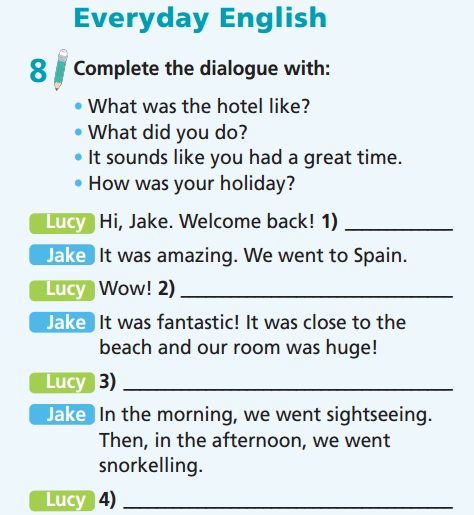 Everyday English
8 Complete the dialogue with:
• What was the hotel like?
• What did you do?
• It sounds like you had a great time.
• How was your holiday?
Lucy Hi, Jake. Welcome back! 1) ___________
Jake It was amazing. We went to Spain.
Lucy Wow! 2) ___________________________
Jake It was fantastic! It was close to the
beach and our room was huge!
Lucy 3) _________________________________
Jake In the morning, we went sightseeing.
Then, in the afternoon, we went
snorkelling.
Lucy 4) _________________________________